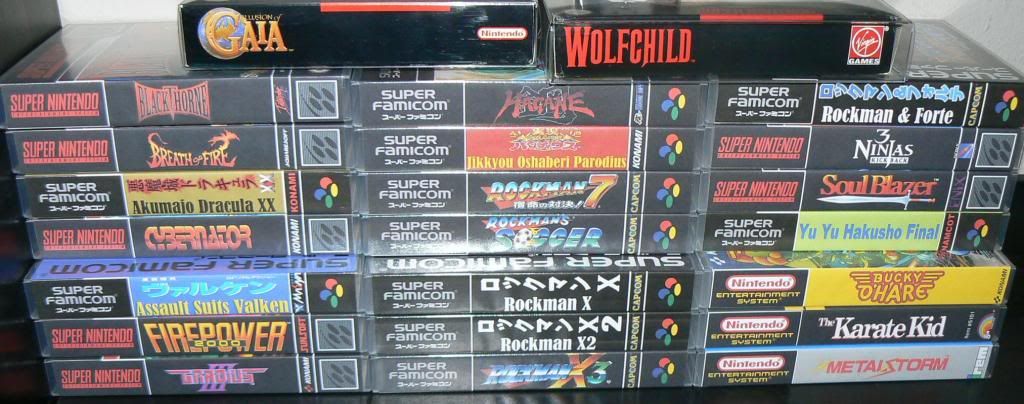 ILLUSION of
GAIA
Nintendo
WOLFCHILD
Virgin
GAMES
SUPER NINTENDO
BLACKTHORNE
SUPER NINTENDO
BREATH of FIRE
SUPER FAMICOM
スーパーファミコン
悪魔城ドラキュラXX
Akumajo Dracula XX
KONAMI
SUPER NINTENDO
CYBERNATOR
KONAMI
SUPER FAMICOM
SUPER FAMICOM
スーパーファミコン
ヴァルケン
Assault Suits Valken
SUPER NINTENDO
FIREPOWER
2000
SUNSOFT
SUPER NINTENDO
GRADIUS
III
KONAMI
SUPER FAMICOM
スーパーファミコン
HAGANE
SUPER FAMICOM
スーパーファミコン
Jikkyou Oshaberi Parodius
KONAMI
SUPER FAMICOM
スーパーファミコン
ROCKMAN 7
宿命の対決!
CAPCOM
SUPER FAMICOM
スーパーファミコン
ROCKMAN'S
SOCCER
CAPCOM
SUPER FAMICOM
SUPER FAMICOM
スーパーファミコン
ロックマンX
Rockman X
CAPCOM
SUPER FAMICOM
スーパーファミコン
ロックマンX2
Rockman X2
CAPCOM
SUPER FAMICOM
スーパーファミコン
ROCKMAN X3
CAPCOM
SUPER FAMICOM
スーパーファミコン
ロックマン&フォルテ
Rockman & Forte
CAPCOM
SUPER NINTENDO
3
NINJAS
KICK BACK
SUPER NINTENDO
SoulBlazer
ENIX
SUPER FAMICOM
スーパーファミコン
Yu Yu Hakusho Final
NAMCOT
Nintendo
ENTERTAINMENT
SYSTEM
BUCKY
O'HARE
KONAMI
Nintendo
ENTERTAINMENT
SYSTEM
The Karate Kid
Nintendo
ENTERTAINMENT
SYSTEM
METALSTORM